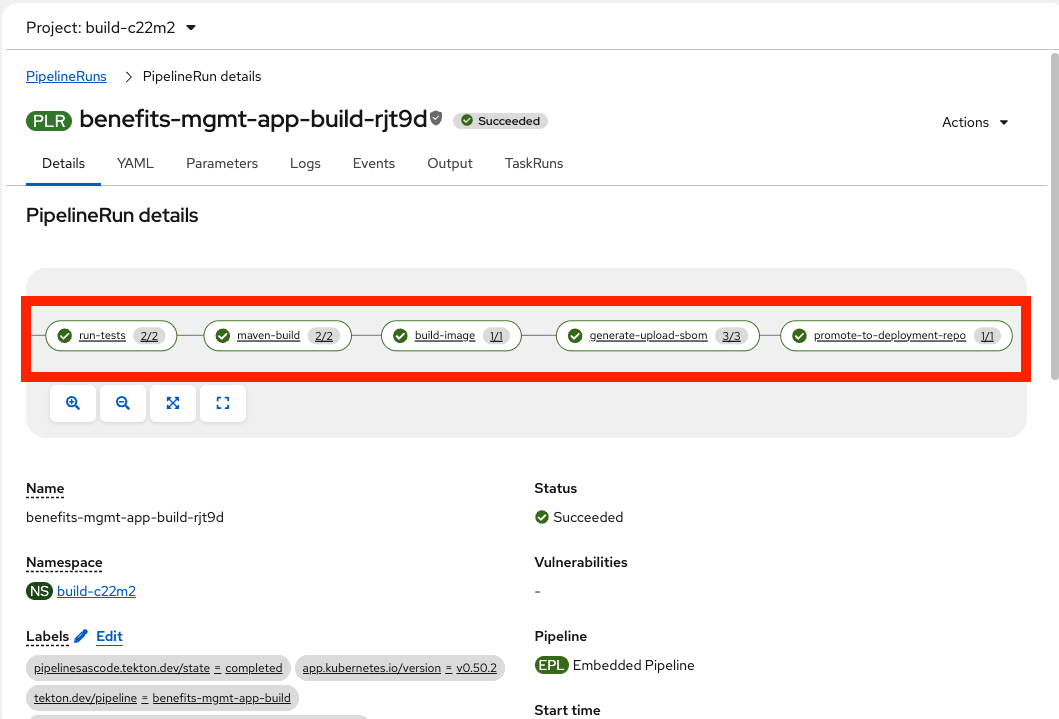 Project: build-c22m2
PipelineRuns > PipelineRun details
PLR benefits-mgmt-app-build-rjt9d Succeeded
Actions
Details YAML Parameters Logs Events Output TaskRuns
PipelineRun details
run-tests 2/2 maven-build 2/2 build-image 1/1 generate-upload-sbom 3/3 promote-to-deployment-repo 1/1
Name
benefits-mgmt-app-build-rjt9d
Status
Succeeded
Namespace
NS build-c22m2
Vulnerabilities
-
Labels Edit
pipelinesascode.tekton.dev/state = completed app.kubernetes.io/version = v0.50.2
tekton.dev/pipeline = benefits-mgmt-app-build
Pipeline
EPL Embedded Pipeline
Start time